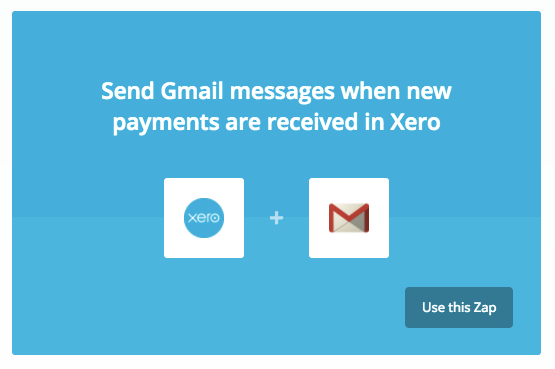 Send Gmail messages when new
payments are received in Xero
xero
+
Use this Zap